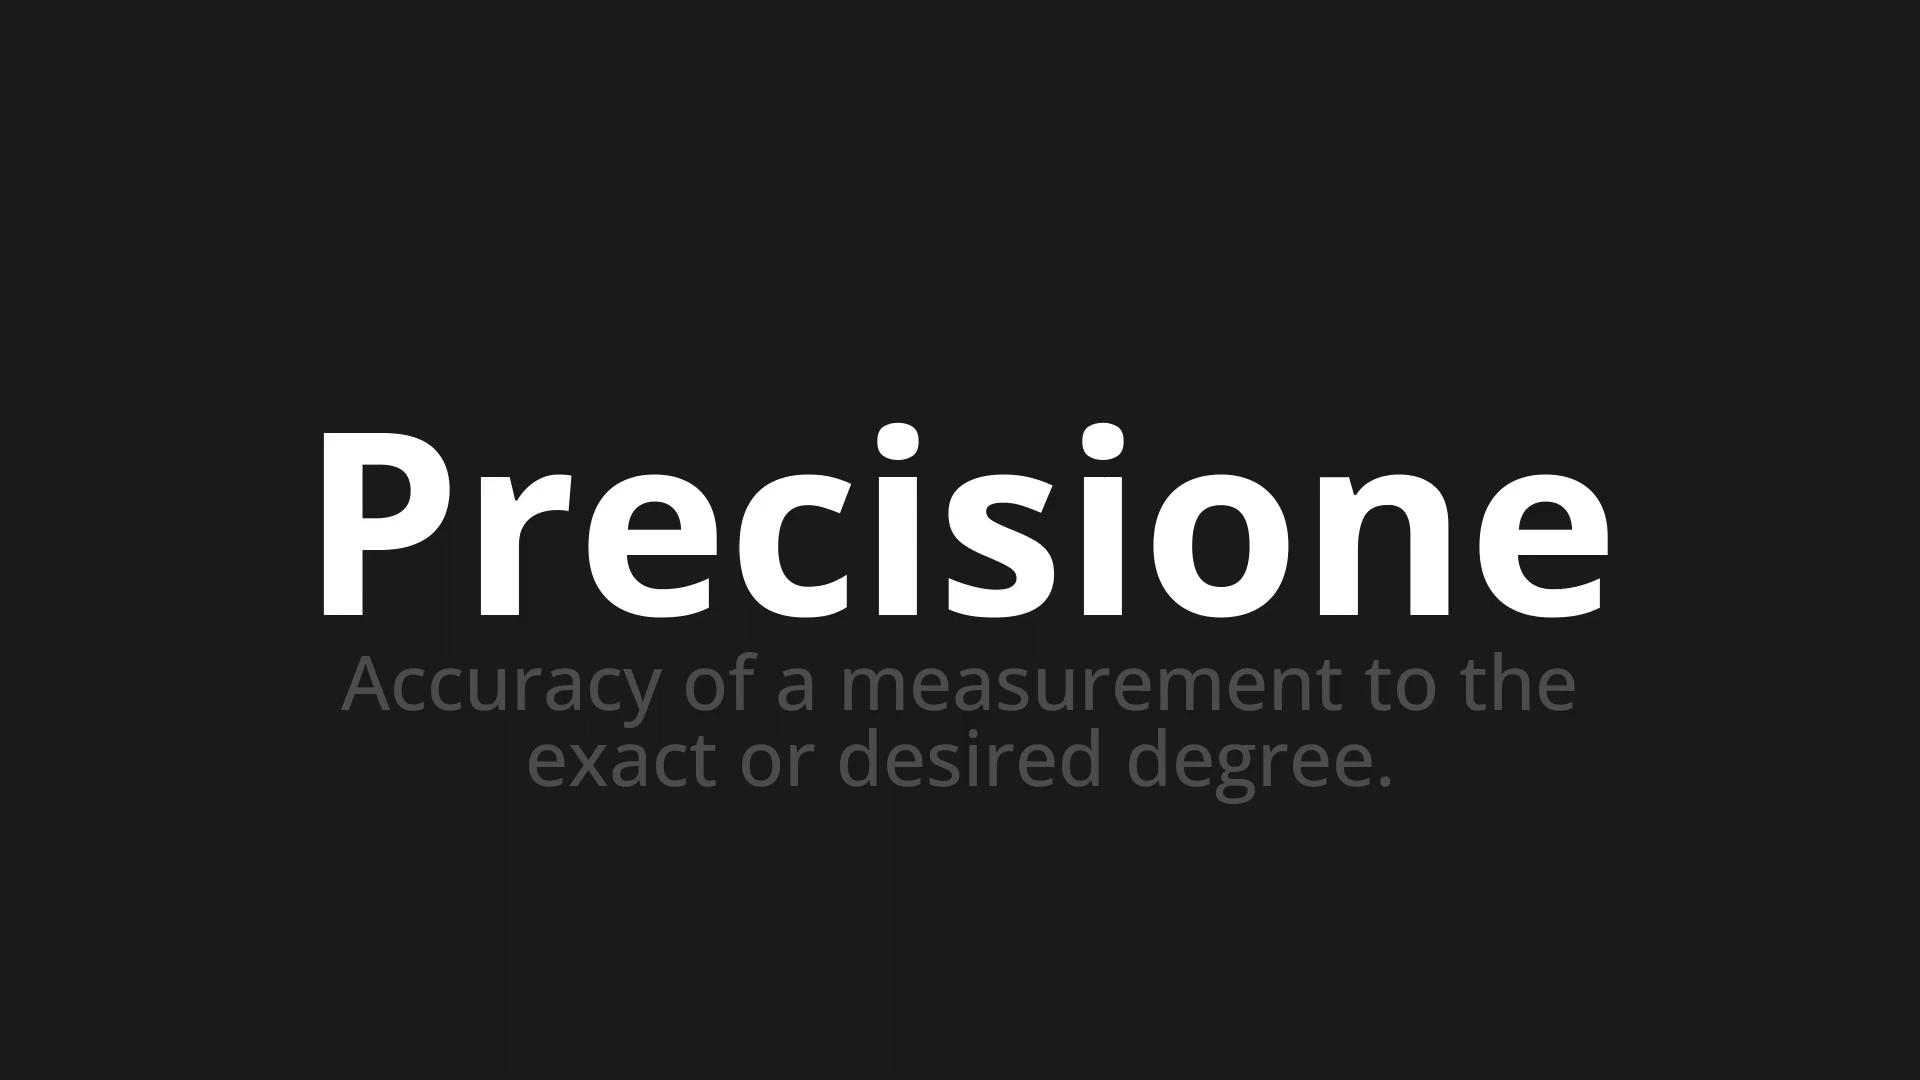 Precisione
Accuracy of a measurement to the
exact or desired degree.